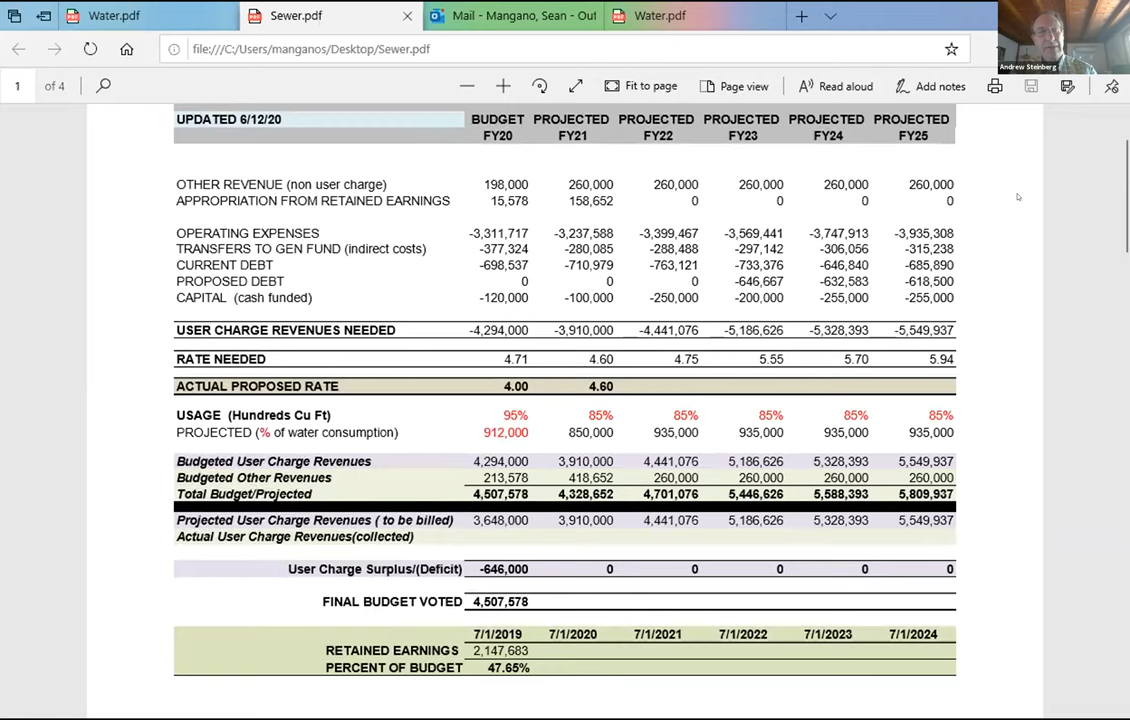 Water.pdf
Sewer.pdf
Mail - Mangano, Sean - Out
Water.pdf
file:///C:/Users/manganos/Desktop/Sewer.pdf
Andrew Steinberg
1 of 4
Fit to page
Page view
Read aloud
Add notes
UPDATED 6/12/20 BUDGET FY20 PROJECTED FY21 PROJECTED FY22 PROJECTED FY23 PROJECTED FY24 PROJECTED FY25
OTHER REVENUE (non user charge) 198,000 260,000 260,000 260,000 260,000 260,000
APPROPRIATION FROM RETAINED EARNINGS 15,578 158,652 0 0 0 0
OPERATING EXPENSES -3,311,717 -3,237,588 -3,399,467 -3,569,441 -3,747,913 -3,935,308
TRANSFERS TO GEN FUND (indirect costs) -377,324 -280,085 -288,488 -297,142 -306,056 -315,238
CURRENT DEBT -698,537 -710,979 -763,121 -733,376 -646,840 -685,890
PROPOSED DEBT 0 0 0 -646,667 -632,583 -618,500
CAPITAL (cash funded) -120,000 -100,000 -250,000 -200,000 -255,000 -255,000
USER CHARGE REVENUES NEEDED -4,294,000 -3,910,000 -4,441,076 -5,186,626 -5,328,393 -5,549,937
RATE NEEDED 4.71 4.60 4.75 5.55 5.70 5.94
ACTUAL PROPOSED RATE 4.00 4.60
USAGE (Hundreds Cu Ft) 95% 85% 85% 85% 85% 85%
PROJECTED (% of water consumption) 912,000 850,000 935,000 935,000 935,000 935,000
Budgeted User Charge Revenues 4,294,000 3,910,000 4,441,076 5,186,626 5,328,393 5,549,937
Budgeted Other Revenues 213,578 418,652 260,000 260,000 260,000 260,000
Total Budget/Projected 4,507,578 4,328,652 4,701,076 5,446,626 5,588,393 5,809,937
Projected User Charge Revenues ( to be billed) 3,648,000 3,910,000 4,441,076 5,186,626 5,328,393 5,549,937
Actual User Charge Revenues(collected)
User Charge Surplus/(Deficit) -646,000 0 0 0 0 0
FINAL BUDGET VOTED 4,507,578
7/1/2019 7/1/2020 7/1/2021 7/1/2022 7/1/2023 7/1/2024
RETAINED EARNINGS 2,147,683
PERCENT OF BUDGET 47.65%